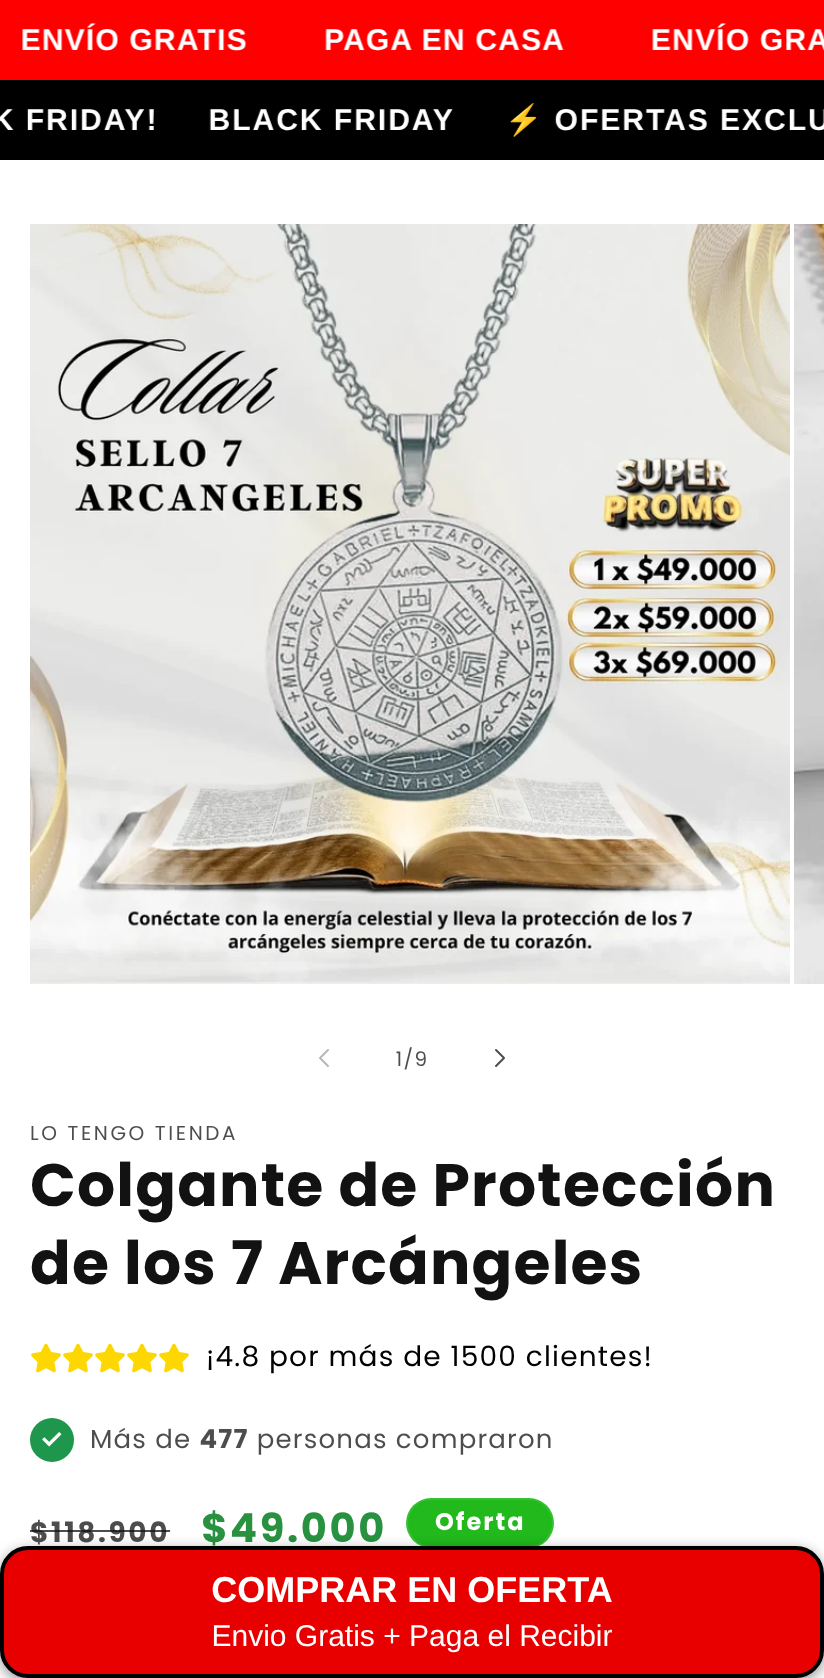 ENVÍO GRATIS PAGA EN CASA ENVÍO GRA
K FRIDAY! BLACK FRIDAY ⚡ OFERTAS EXCLU
Collar
SELLO 7
ARCANGELES
SUPER
PROMO
1 x $49.000
2x $59.000
3x $69.000
MICHAEL+GABRIEL+TZAFOIEL+TZADKIEL+SAMUEL+RAPHAEL+HANIEL+
Conéctate con la energía celestial y lleva la protección de los 7
arcángeles siempre cerca de tu corazón.
1/9
LO TENGO TIENDA
Colgante de Protección
de los 7 Arcángeles
¡4.8 por más de 1500 clientes!
Más de 477 personas compraron
$118.900 $49.000 Oferta
COMPRAR EN OFERTA
Envio Gratis + Paga el Recibir